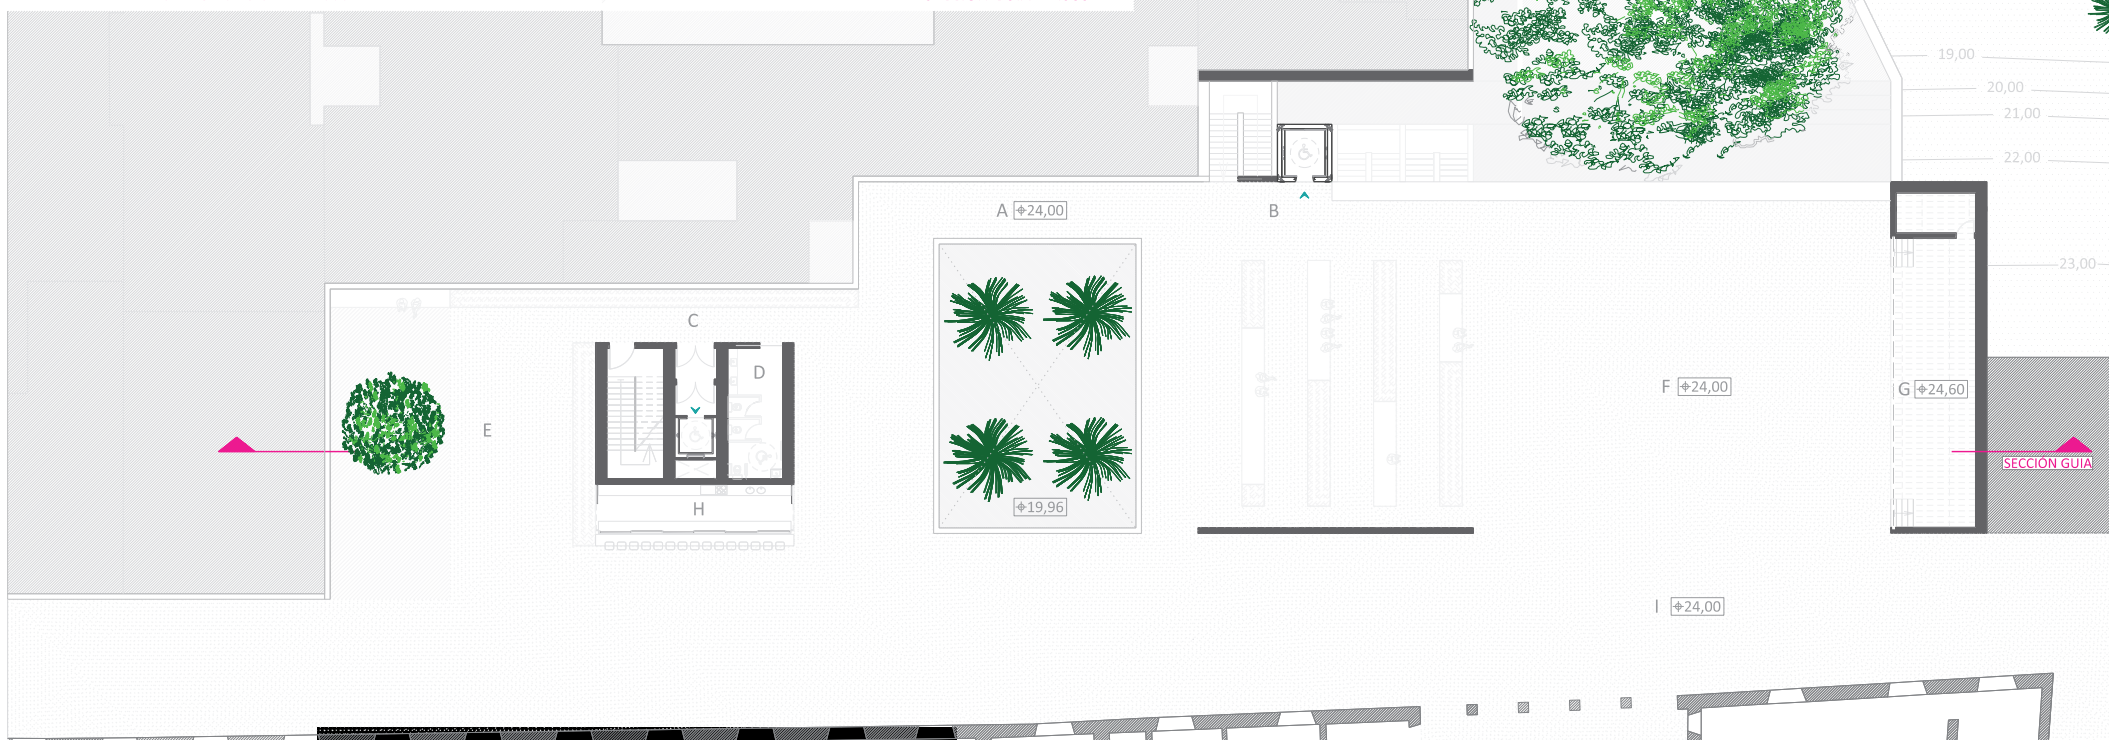 19,00
20,00
21,00
22,00
A 24,00
B
23,00
C
D
F 24,00
G 24,60
E
SECCIÓN GUIA
H
19,96
I 24,00